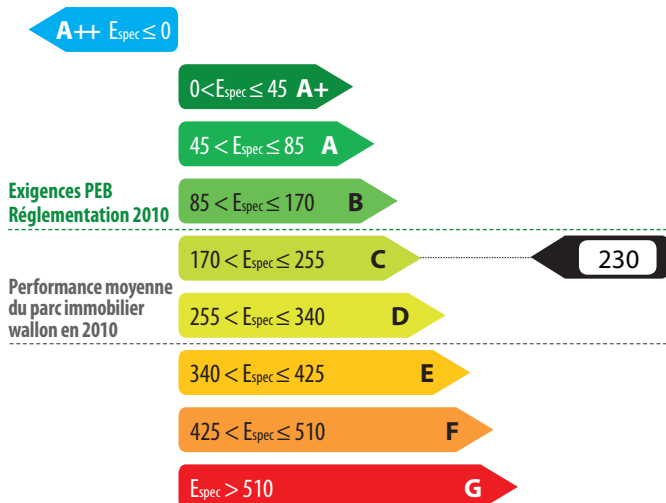 A++ Espec ≤ 0
0<Espec ≤ 45 A+
45 < Espec ≤ 85 A
Exigences PEB
Réglementation 2010
85 < Espec ≤ 170 B
170 < Espec ≤ 255 C
230
Performance moyenne
du parc immobilier
wallon en 2010
255 < Espec ≤ 340 D
340 < Espec ≤ 425 E
425 < Espec ≤ 510 F
Espec > 510 G